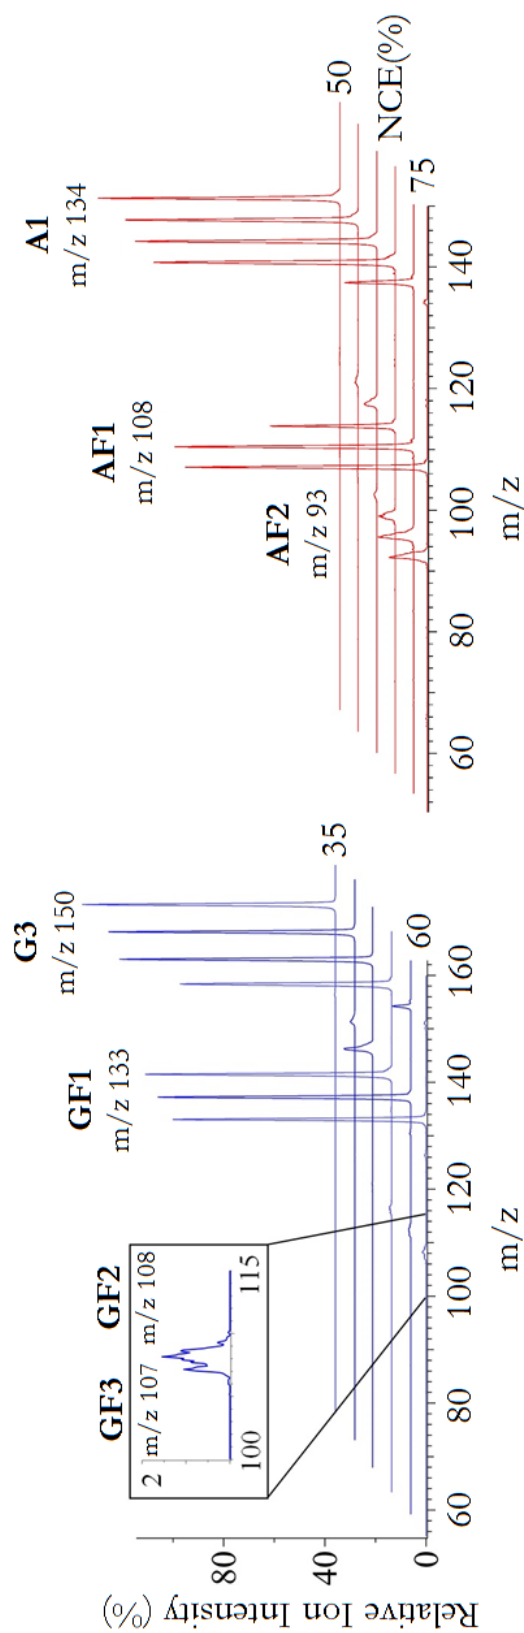 G3
m/z 150
GF1
m/z 133
GF3 GF2
m/z 107 m/z 108
2
100 115
35
60
80
40
0
60 80 100 120 140 160
m/z
Relative Ion Intensity (%)
A1
m/z 134
AF1
m/z 108
AF2
m/z 93
50
NCE(%)
75
60 80 100 120 140
m/z